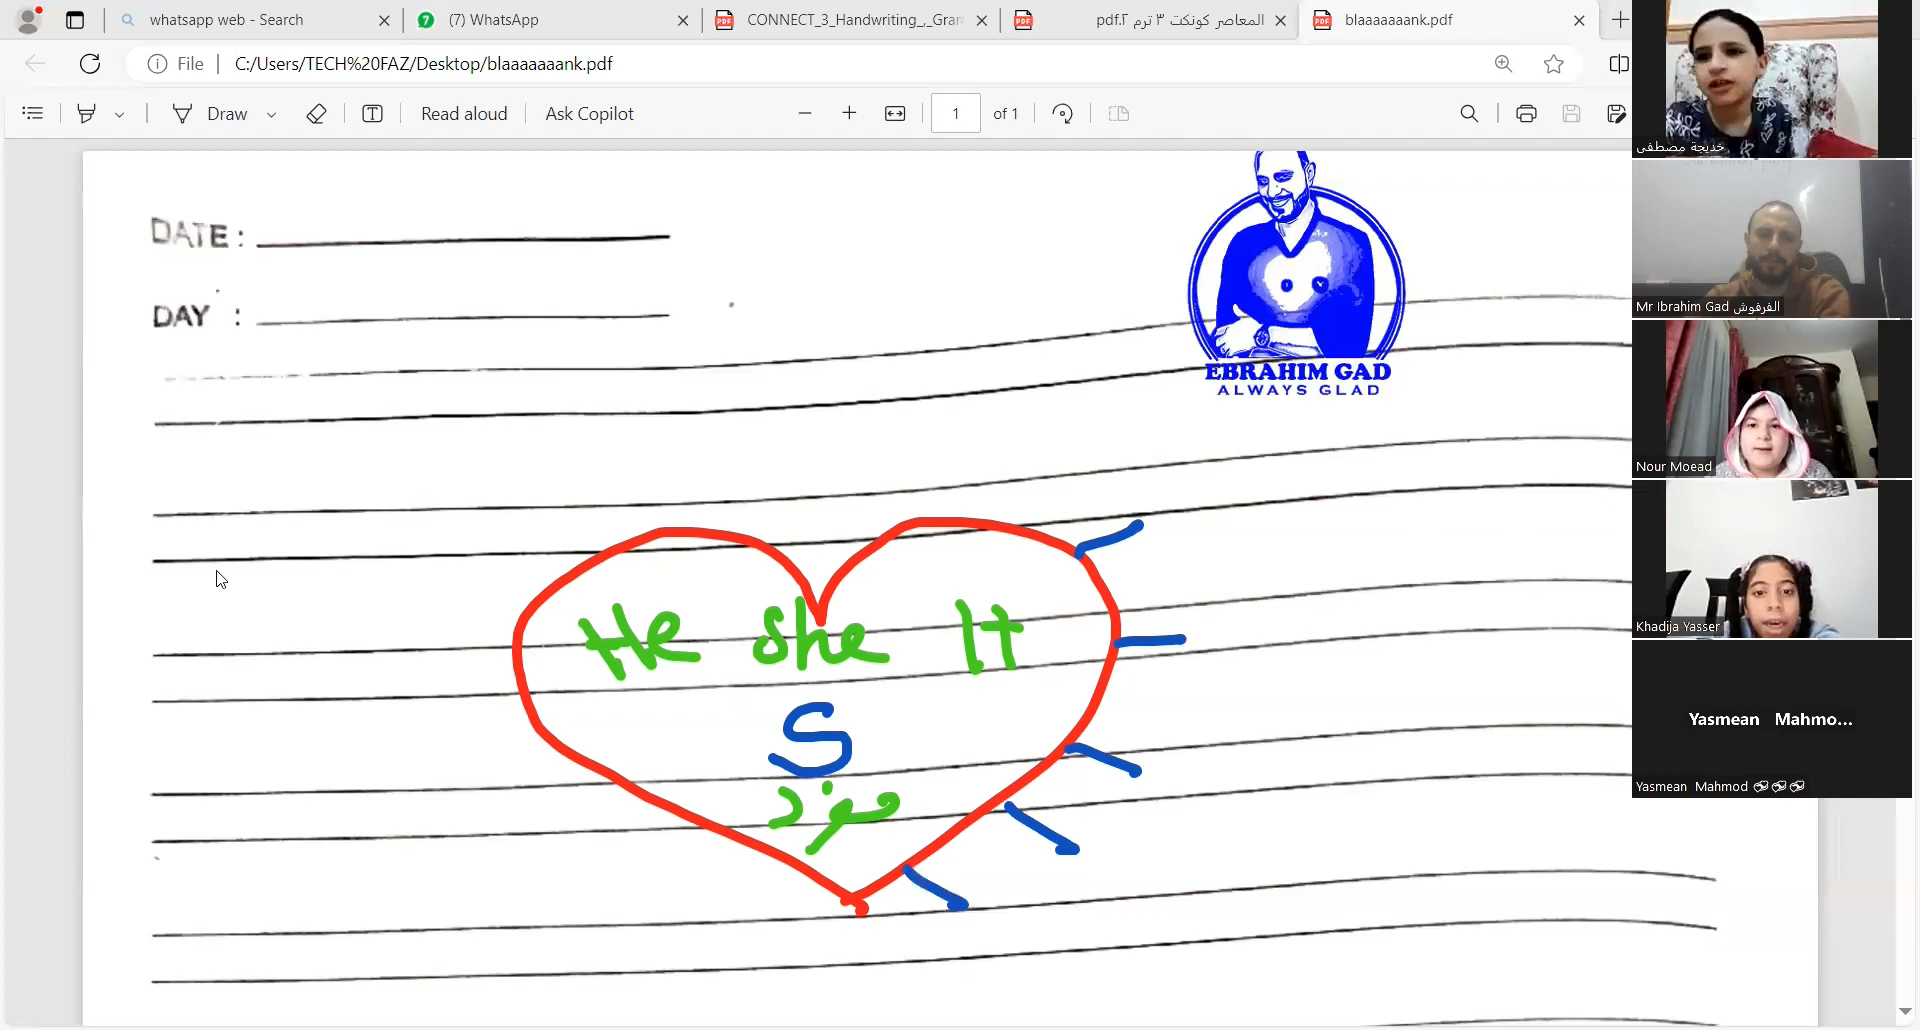 whatsapp web - Search
(7) WhatsApp
CONNECT_3_Handwriting_,_Gran
المعاصر كونكت ٣ ترم ٢.pdf
blaaaaaaank.pdf
File
C:/Users/TECH%20FAZ/Desktop/blaaaaaaank.pdf
Draw
Read aloud
Ask Copilot
1
of 1
DATE :
DAY :
EBRAHIM GAD
ALWAYS GLAD
He she It
S
مفرد
خديجة مصطفى
Mr Ibrahim Gad الفرفوش
Nour Moead
Khadija Yasser
Yasmean Mahmo...
Yasmean Mahmod